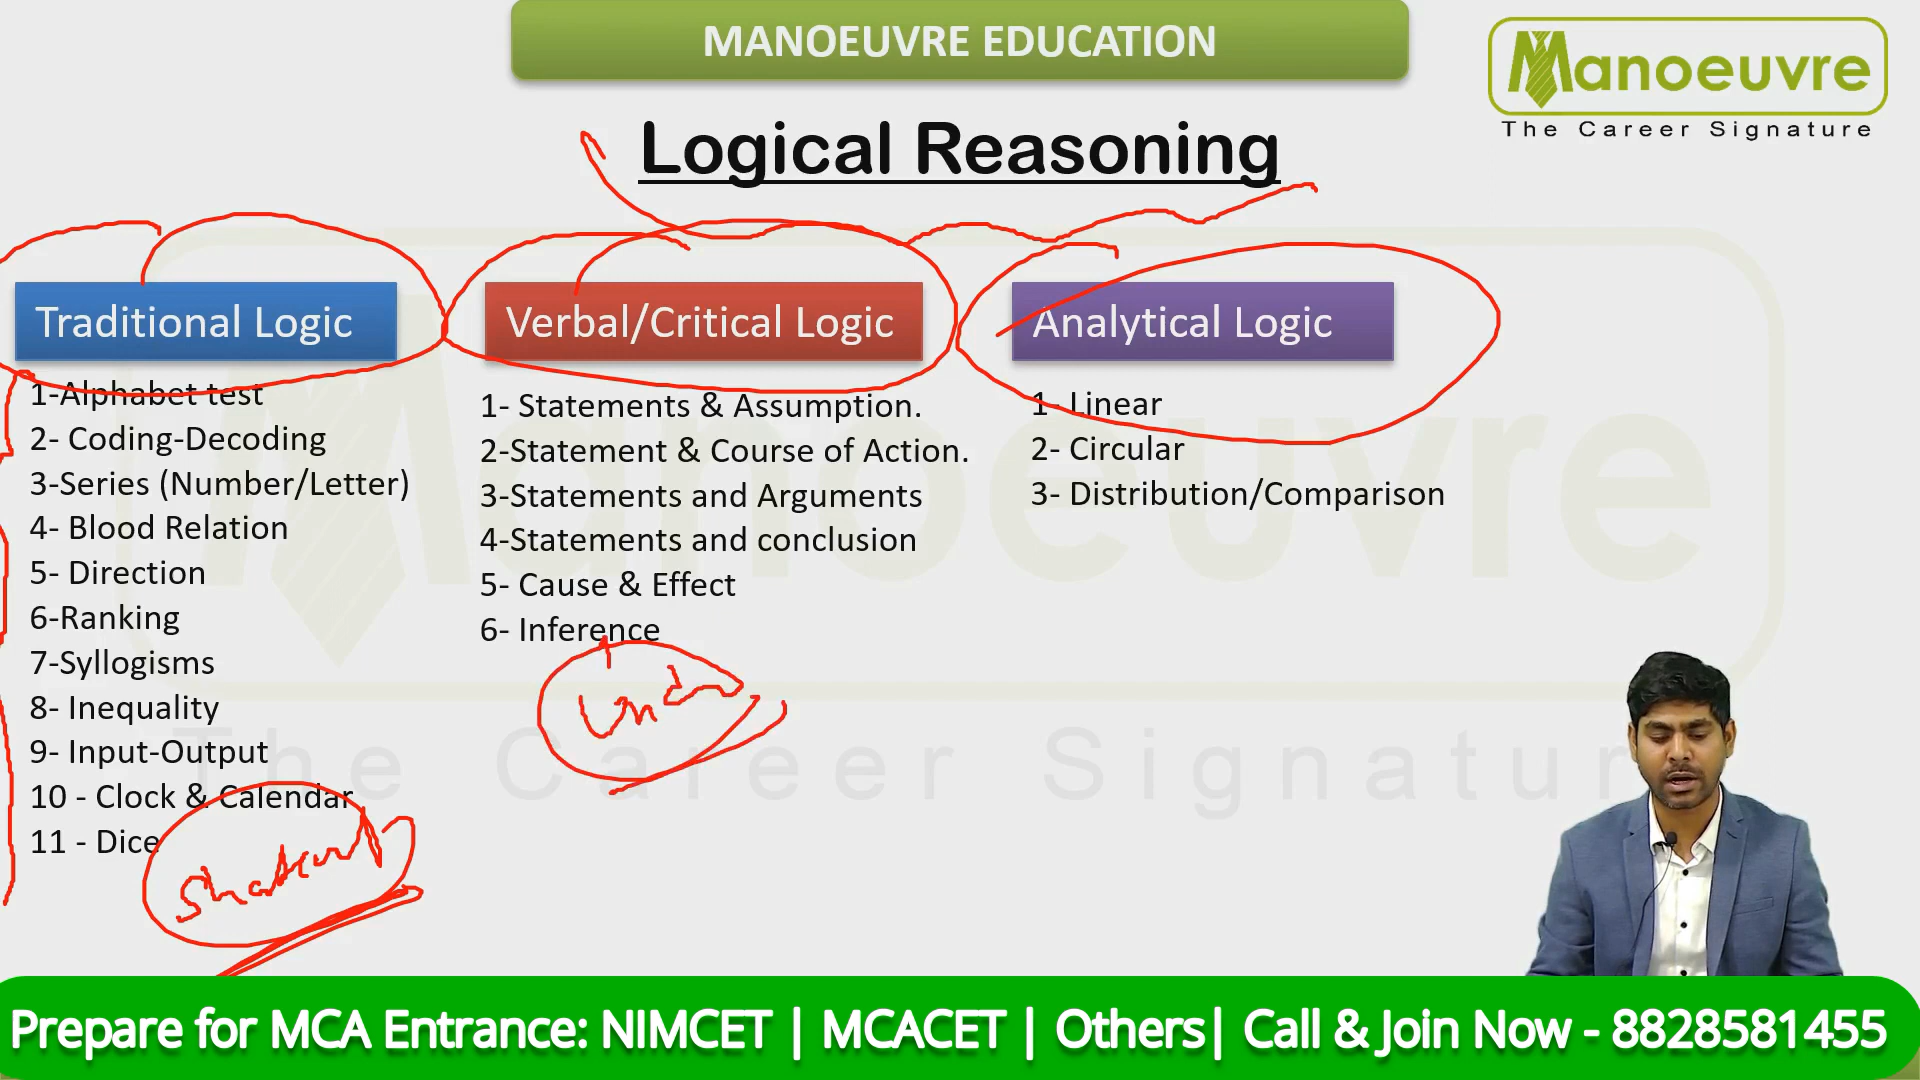 MANOEUVRE EDUCATION
Manoeuvre
The Career Signature
Logical Reasoning
Traditional Logic
1-Alphabet test
2- Coding-Decoding
3-Series (Number/Letter)
4- Blood Relation
5- Direction
6-Ranking
7-Syllogisms
8- Inequality
9- Input-Output
10 - Clock & Calendar
11 - Dice
Verbal/Critical Logic
1- Statements & Assumption.
2-Statement & Course of Action.
3-Statements and Arguments
4-Statements and conclusion
5- Cause & Effect
6- Inference
Analytical Logic
1- Linear
2- Circular
3- Distribution/Comparison
Manoeuvre
The Career Signature
Prepare for MCA Entrance: NIMCET | MCACET | Others| Call & Join Now - 8828581455